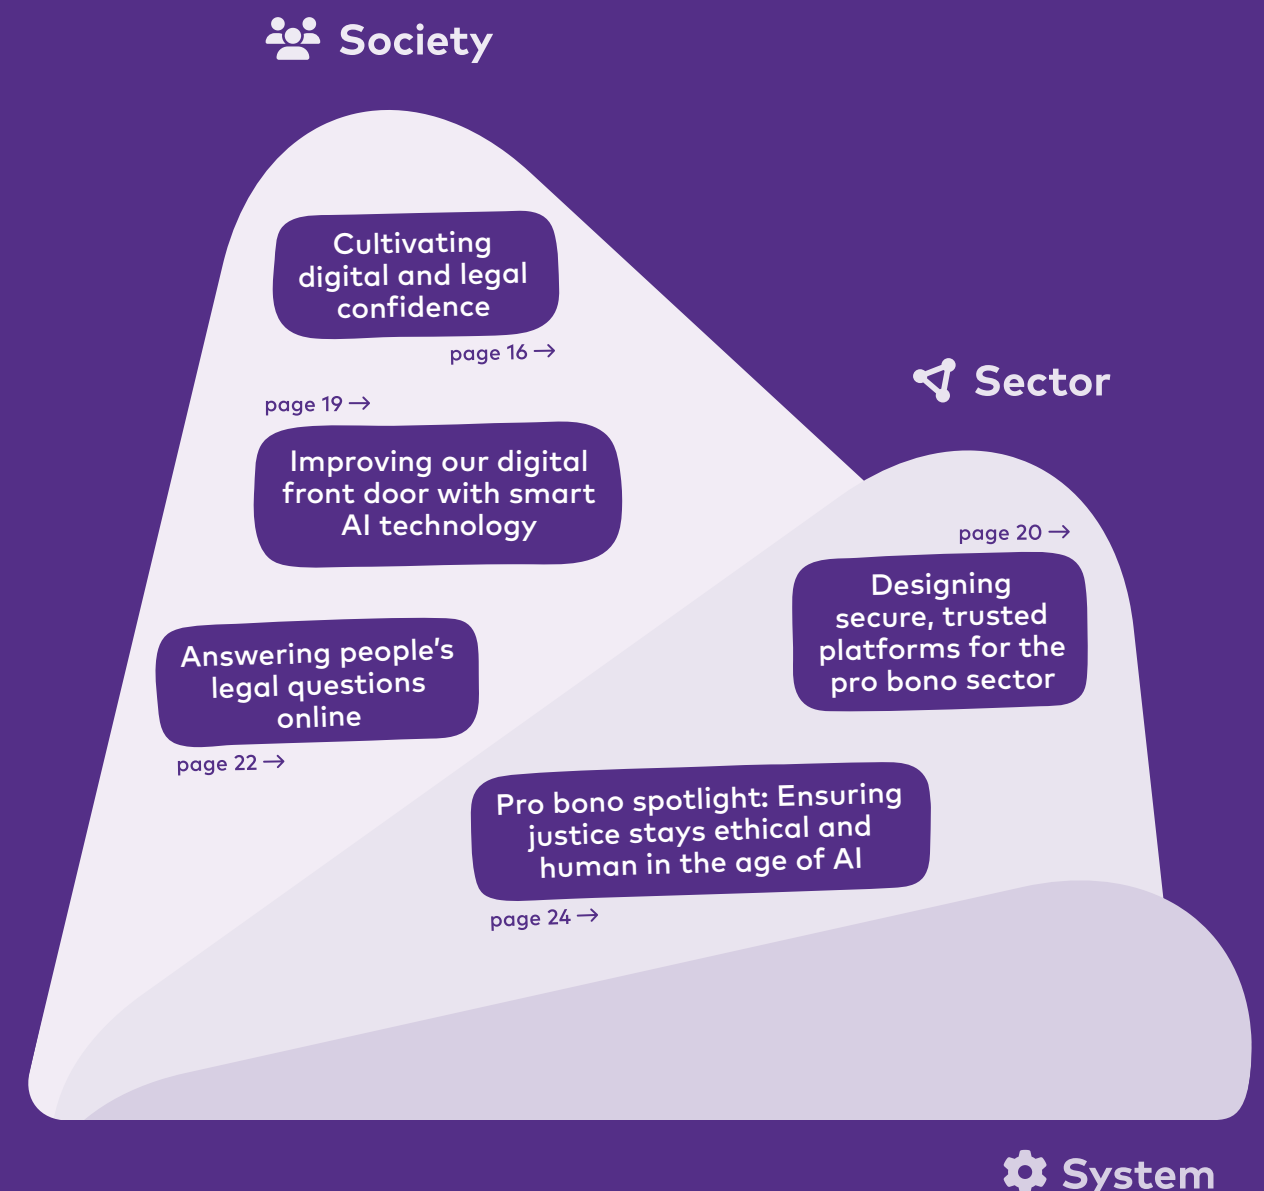 Society
Cultivating
digital and legal
confidence
page 16 →
page 19 →
Improving our digital
front door with smart
AI technology
Sector
page 20 →
Designing
secure, trusted
platforms for the
pro bono sector
Answering people’s
legal questions
online
page 22 →
Pro bono spotlight: Ensuring
justice stays ethical and
human in the age of AI
page 24 →
System